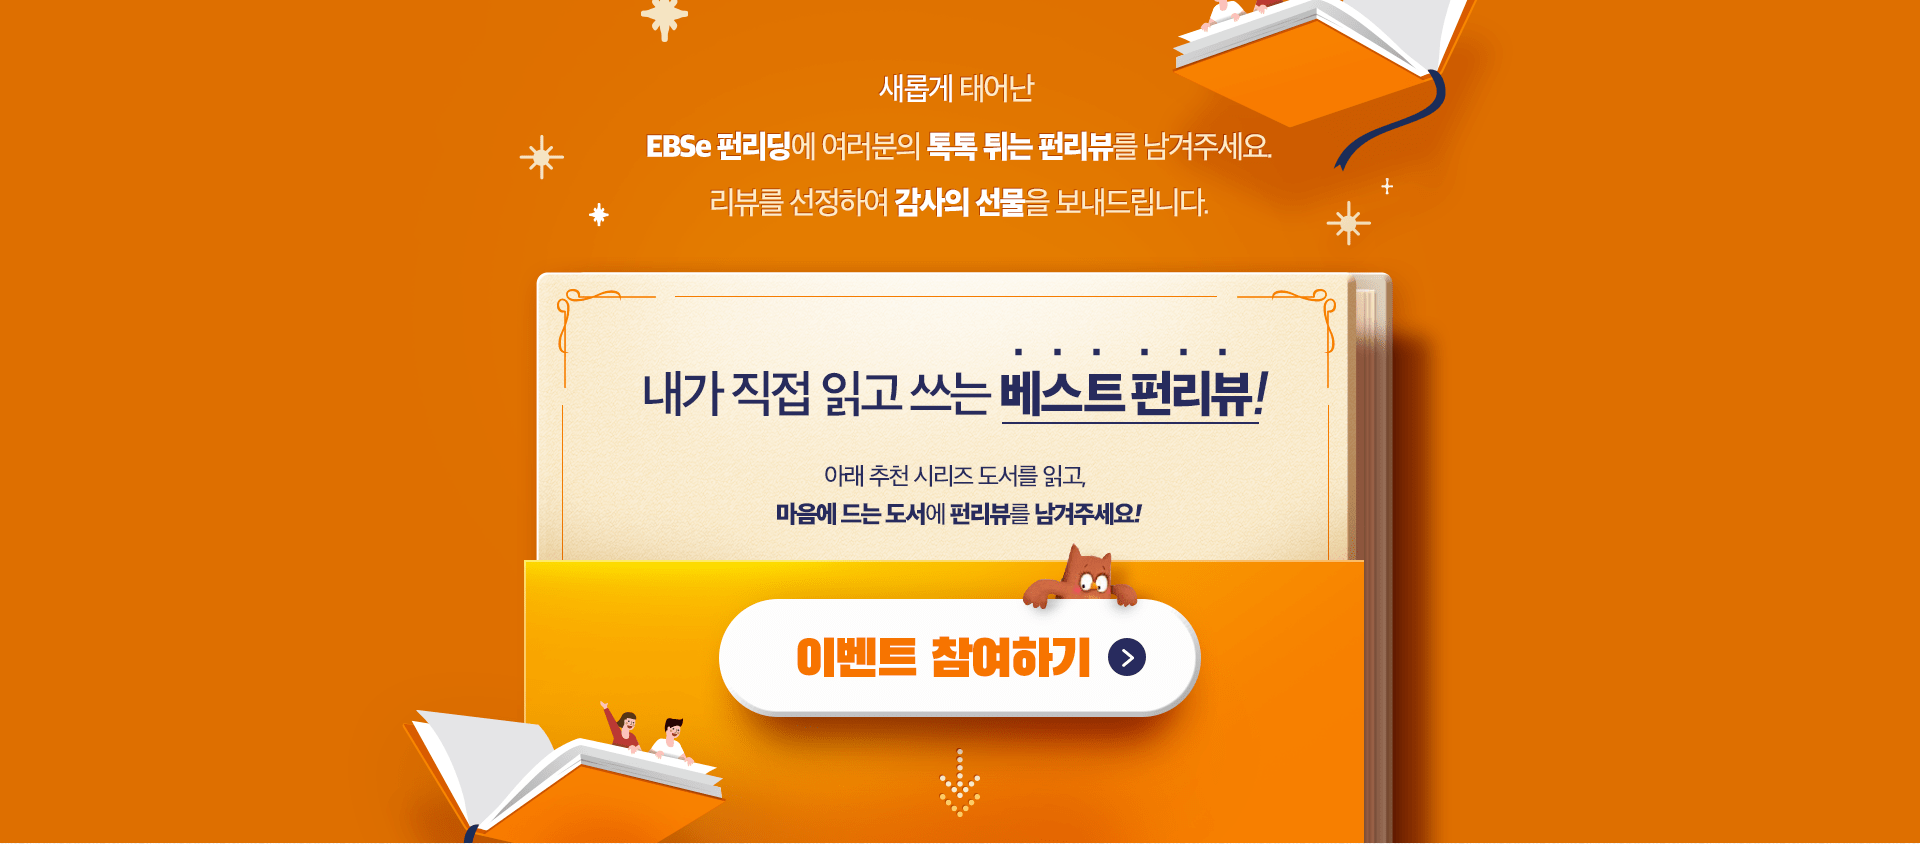 새롭게 태어난
EBSe 펀리딩에 여러분의 톡톡 튀는 펀리뷰를 남겨주세요.
리뷰를 선정하여 감사의 선물을 보내드립니다.
내가 직접 읽고 쓰는 베스트 펀리뷰!
아래 추천 시리즈 도서를 읽고,
마음에 드는 도서에 펀리뷰를 남겨주세요!
이벤트 참여하기